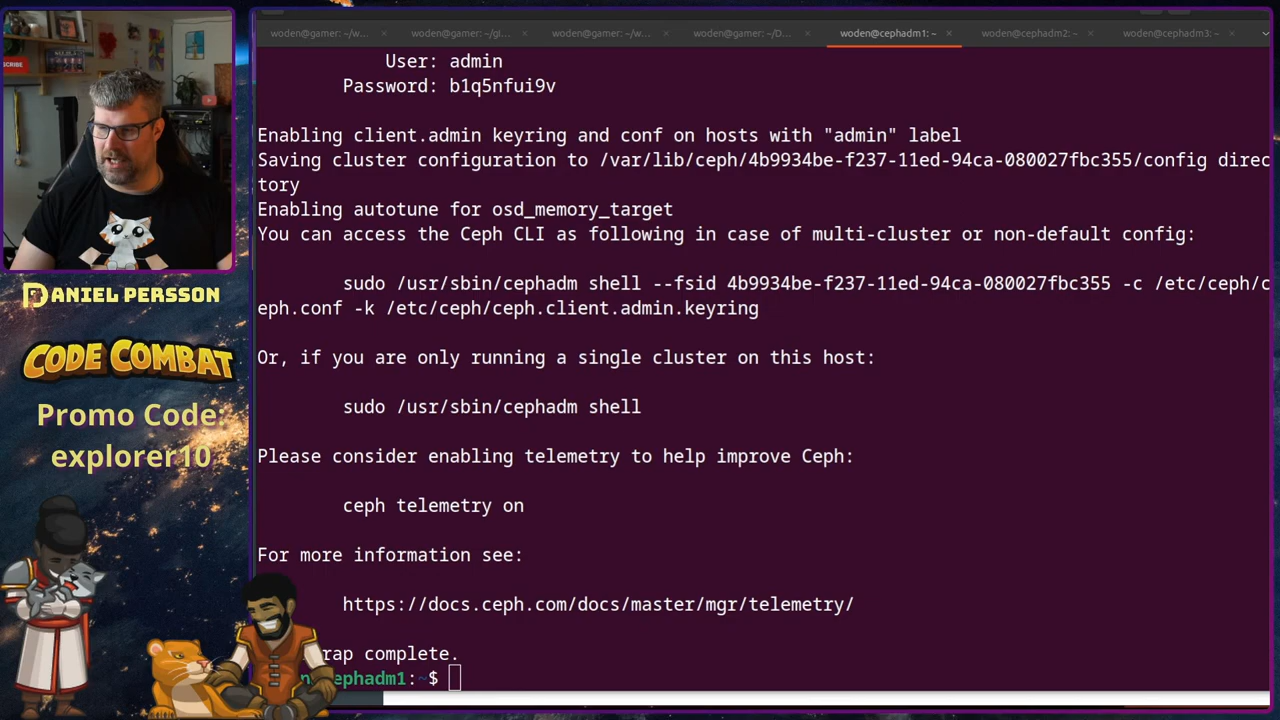 woden@gamer: ~/w... × woden@gamer: ~/gi... × woden@gamer: ~/w... × woden@gamer: ~/D... × woden@cephadm1: ~ × woden@cephadm2: ~ × woden@cephadm3: ~ ×
User: admin
Password: b1q5nfui9v
Enabling client.admin keyring and conf on hosts with "admin" label
Saving cluster configuration to /var/lib/ceph/4b9934be-f237-11ed-94ca-080027fbc355/config direc
tory
Enabling autotune for osd_memory_target
You can access the Ceph CLI as following in case of multi-cluster or non-default config:
sudo /usr/sbin/cephadm shell --fsid 4b9934be-f237-11ed-94ca-080027fbc355 -c /etc/ceph/c
eph.conf -k /etc/ceph/ceph.client.admin.keyring
Or, if you are only running a single cluster on this host:
sudo /usr/sbin/cephadm shell
Please consider enabling telemetry to help improve Ceph:
ceph telemetry on
For more information see:
https://docs.ceph.com/docs/master/mgr/telemetry/
rap complete.
ephadm1:~$
SCRIBE
DANIEL PERSSON
CODE COMBAT
Promo Code:
explorer10